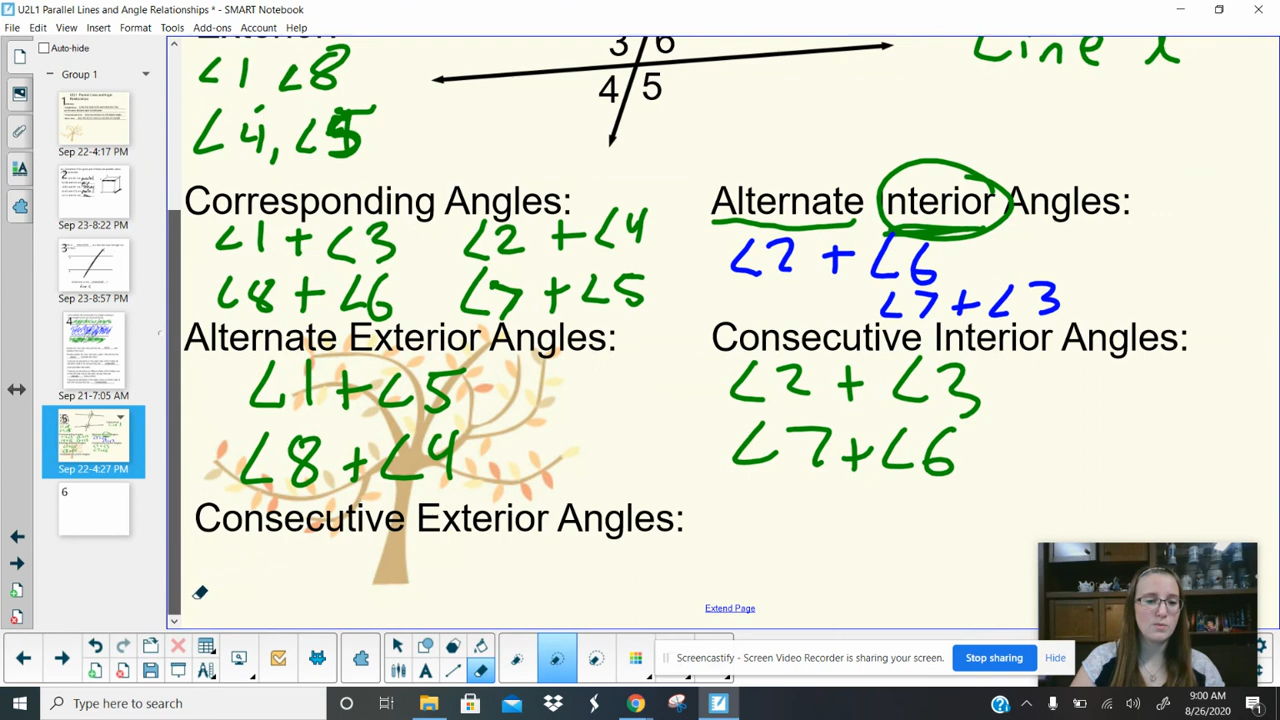 U2L1 Parallel Lines and Angle Relationships * - SMART Notebook
File Edit View Insert Format Tools Add-ons Account Help
Auto-hide
Group 1
1
Sep 22-4:17 PM
2
Sep 23-8:22 PM
3
Sep 23-8:57 PM
4
Sep 21-7:05 AM
Sep 22-4:27 PM
6
∠1 ∠8
∠4, ∠5
3 6
4 5
Line
Corresponding Angles:
∠1 + ∠3 ∠2 + ∠4
∠8 + ∠6 ∠7 + ∠5
Alternate Interior Angles:
∠2 + ∠6
∠7 + ∠3
Alternate Exterior Angles:
∠1 + ∠5
∠8 + ∠4
Consecutive Interior Angles:
∠2 + ∠3
∠7 + ∠6
Consecutive Exterior Angles:
Extend Page
Screencastify - Screen Video Recorder is sharing your screen.
Stop sharing
Hide
Type here to search
9:00 AM
8/26/2020